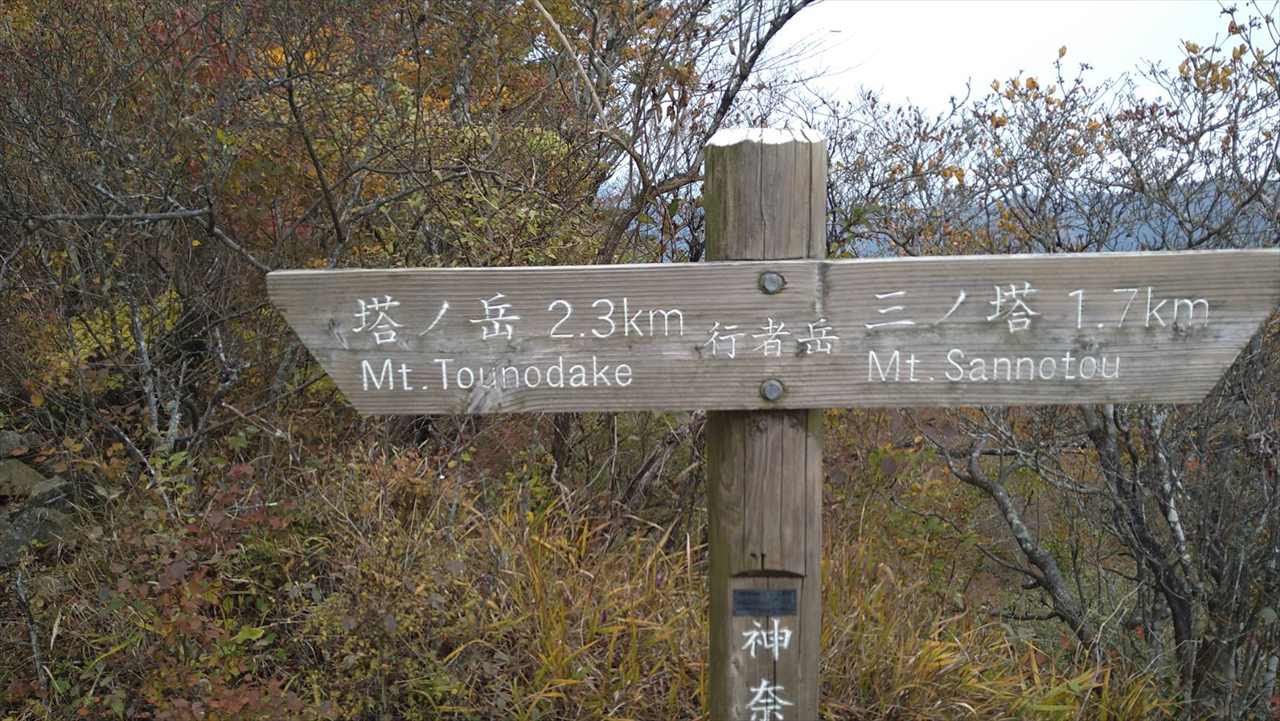 塔ノ岳 2.3km
Mt. Tounodake
行者岳
三ノ塔 1.7km
Mt. Sannotou
神奈